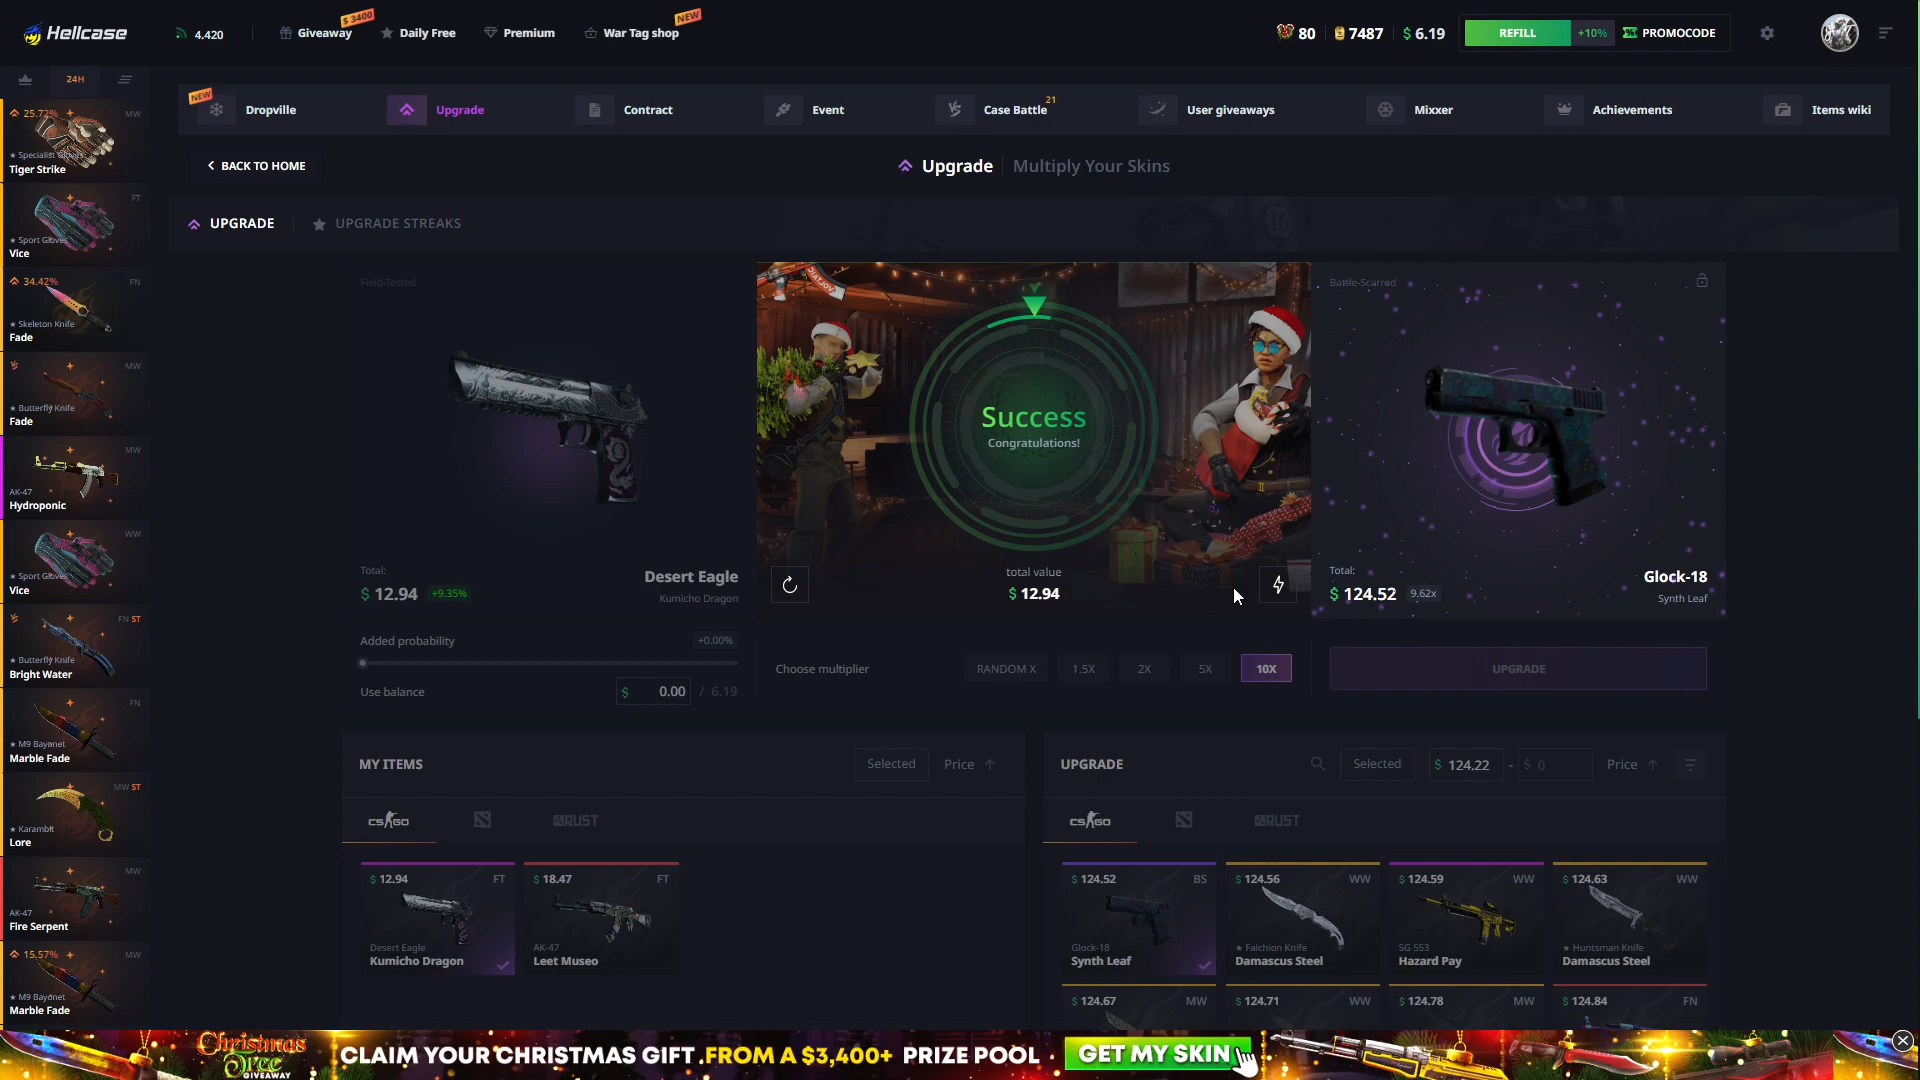 Hellcase
4.420
Giveaway
$ 3400
Daily Free
Premium
War Tag shop
NEW
80
7487
$ 6.19
REFILL
+10%
PROMOCODE
24H
NEW
Dropville
Upgrade
Contract
Event
Case Battle
21
User giveaways
Mixxer
Achievements
Items wiki
BACK TO HOME
Upgrade
Multiply Your Skins
UPGRADE
UPGRADE STREAKS
25.72%
MW
★ Specialist Gloves
Tiger Strike
FT
★ Sport Gloves
Vice
34.42%
FN
★ Skeleton Knife
Fade
MW
★ Butterfly Knife
Fade
MW
AK-47
Hydroponic
WW
★ Sport Gloves
Vice
FN ST
★ Butterfly Knife
Bright Water
FN
★ M9 Bayonet
Marble Fade
MW ST
★ Karambit
Lore
MW
AK-47
Fire Serpent
15.57%
MW
★ M9 Bayonet
Marble Fade
Field-Tested
Total:
$ 12.94
+9.35%
Desert Eagle
Kumicho Dragon
Success
Congratulations!
total value
$ 12.94
Battle-Scarred
Total:
$ 124.52
9.62x
Glock-18
Synth Leaf
Added probability
+0.00%
Use balance
$ 0.00 / 6.19
Choose multiplier
RANDOM X
1.5X
2X
5X
10X
UPGRADE
MY ITEMS
Selected
Price
CS:GO
RUST
$ 12.94
FT
Desert Eagle
Kumicho Dragon
$ 18.47
FT
AK-47
Leet Museo
UPGRADE
Selected
$ 124.22 - $ 0
Price
CS:GO
RUST
$ 124.52
BS
Glock-18
Synth Leaf
$ 124.56
WW
★ Falchion Knife
Damascus Steel
$ 124.59
WW
SG 553
Hazard Pay
$ 124.63
WW
★ Huntsman Knife
Damascus Steel
$ 124.67
MW
$ 124.71
WW
$ 124.78
MW
$ 124.84
FN
Christmas
Tree
GIVEAWAY
CLAIM YOUR CHRISTMAS GIFT FROM A $3,400+ PRIZE POOL
GET MY SKIN